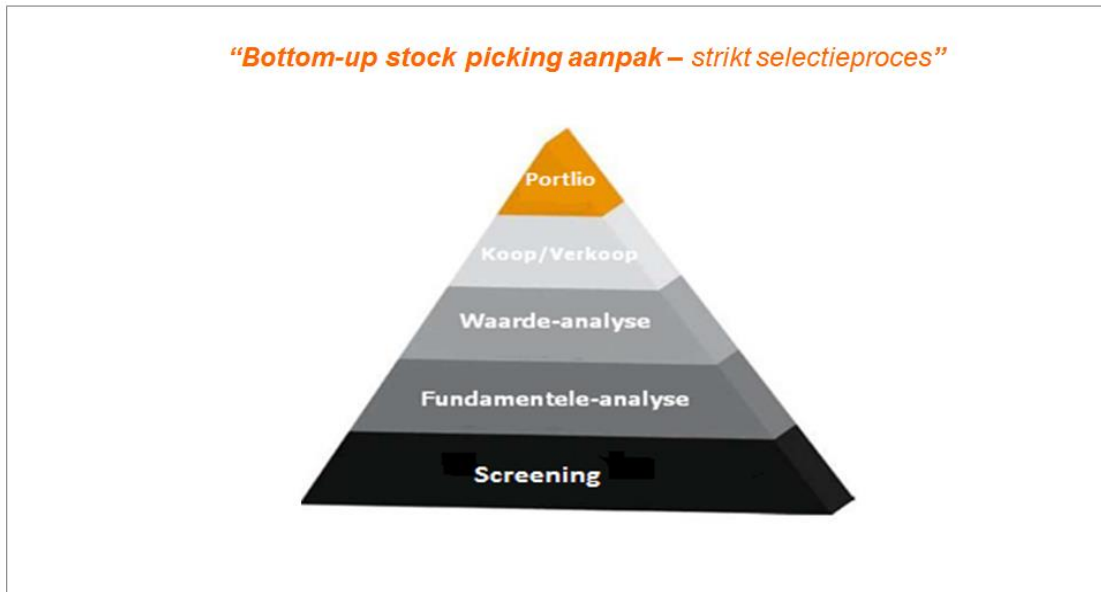 “Bottom-up stock picking aanpak – strikt selectieproces”
Portlio
Koop/Verkoop
Waarde-analyse
Fundamentele-analyse
Screening